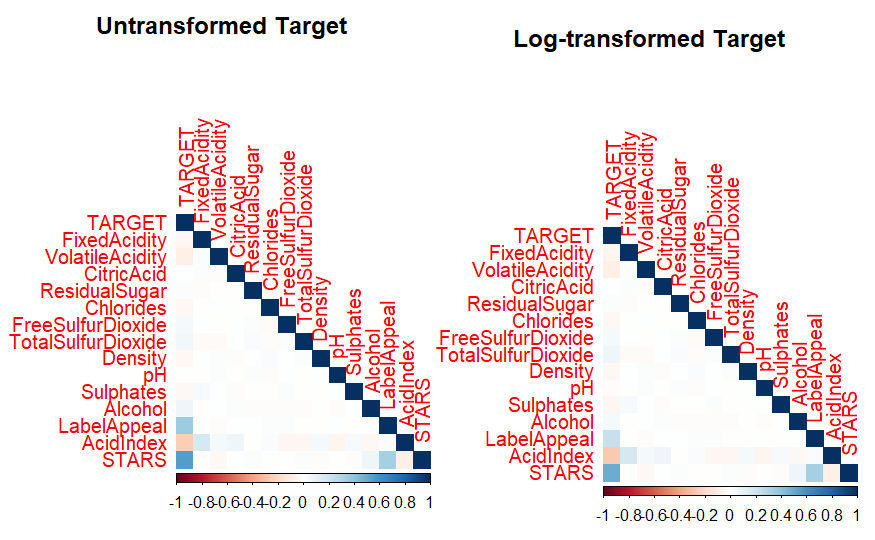 Untransformed Target
TARGET
FixedAcidity
VolatileAcidity
CitricAcid
ResidualSugar
Chlorides
FreeSulfurDioxide
TotalSulfurDioxide
Density
pH
Sulphates
Alcohol
LabelAppeal
AcidIndex
STARS
TARGET
FixedAcidity
VolatileAcidity
CitricAcid
ResidualSugar
Chlorides
FreeSulfurDioxide
TotalSulfurDioxide
Density
pH
Sulphates
Alcohol
LabelAppeal
AcidIndex
STARS
-1 -0.8 -0.6 -0.4 -0.2 0 0.2 0.4 0.6 0.8 1
Log-transformed Target
TARGET
FixedAcidity
VolatileAcidity
CitricAcid
ResidualSugar
Chlorides
FreeSulfurDioxide
TotalSulfurDioxide
Density
pH
Sulphates
Alcohol
LabelAppeal
AcidIndex
STARS
TARGET
FixedAcidity
VolatileAcidity
CitricAcid
ResidualSugar
Chlorides
FreeSulfurDioxide
TotalSulfurDioxide
Density
pH
Sulphates
Alcohol
LabelAppeal
AcidIndex
STARS
-1 -0.8 -0.6 -0.4 -0.2 0 0.2 0.4 0.6 0.8 1